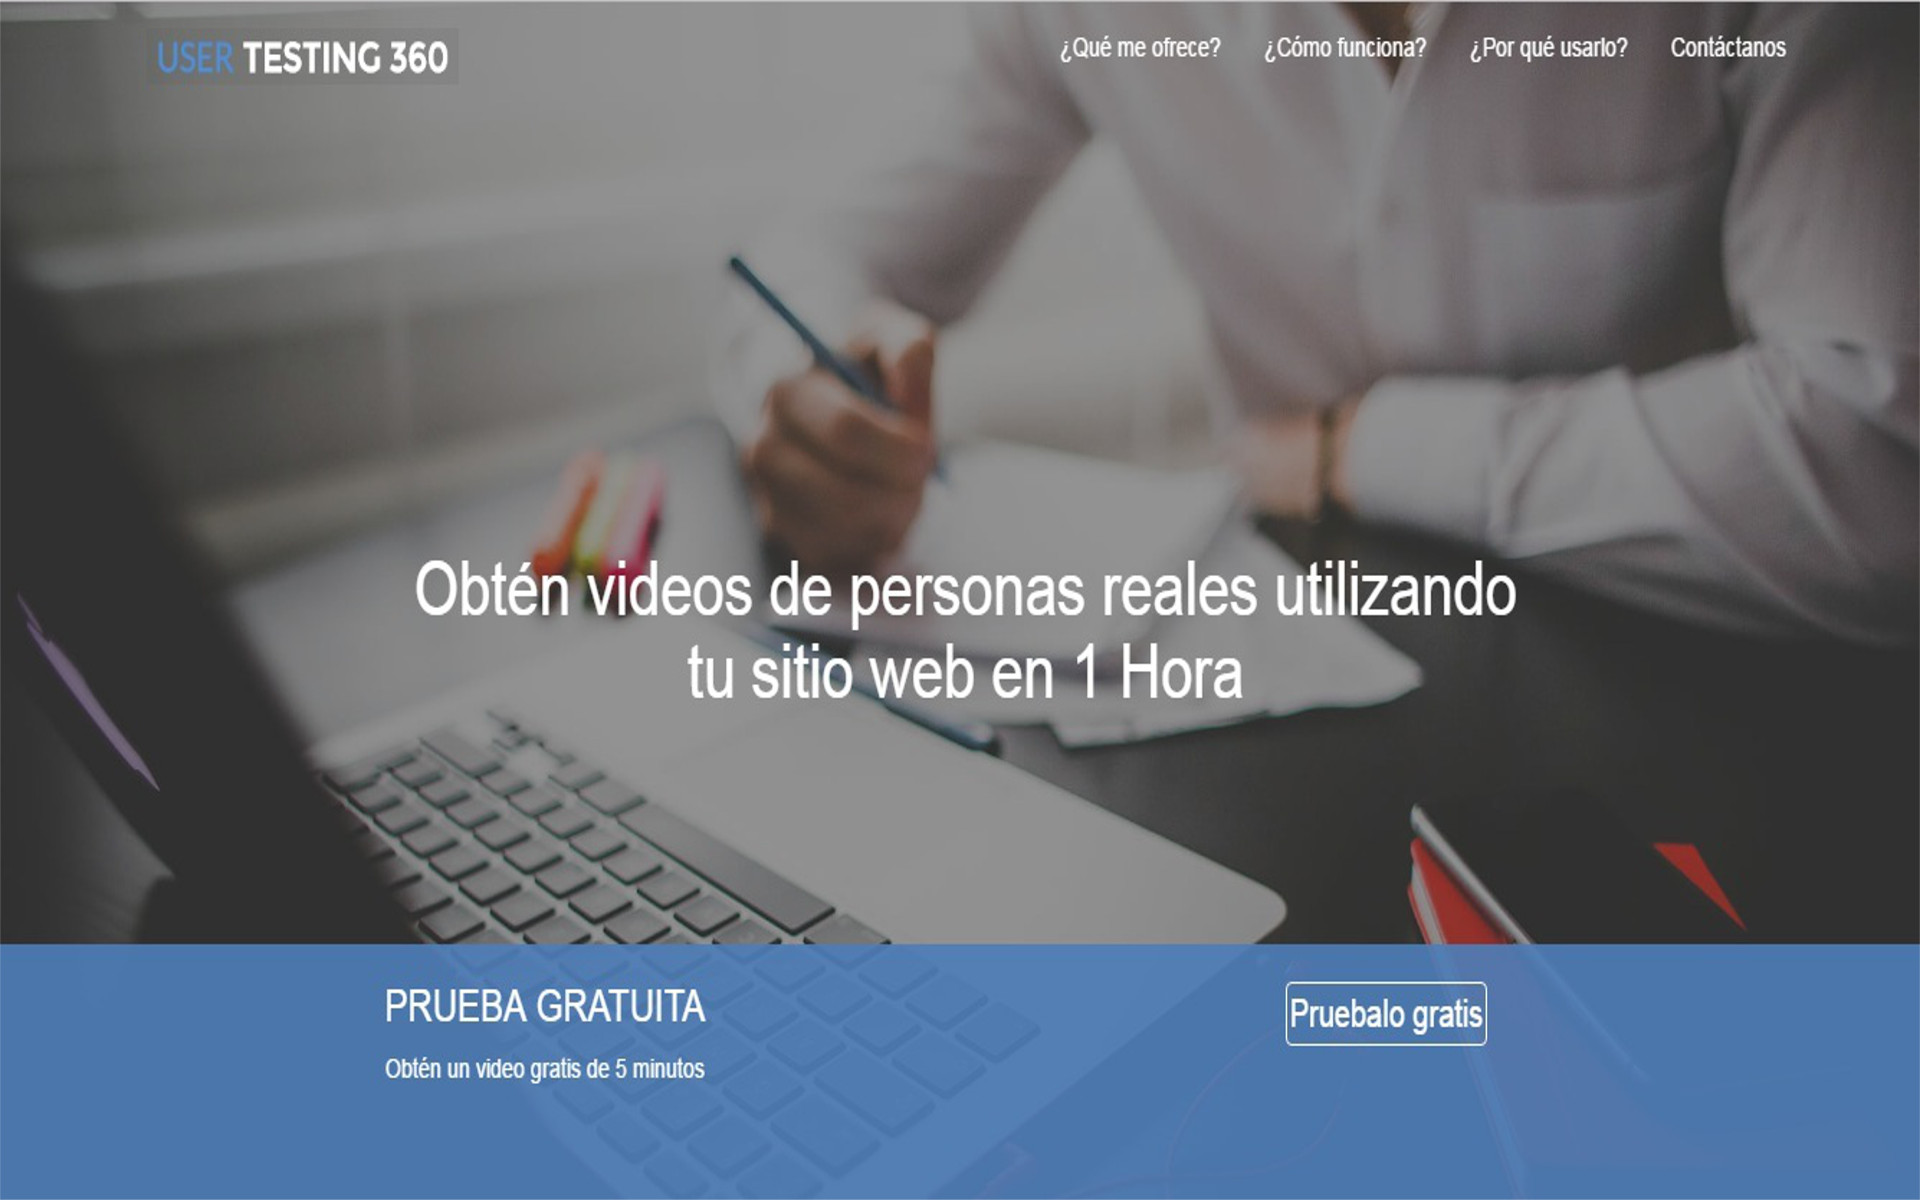 USER TESTING 360
¿Qué me ofrece? ¿Cómo funciona? ¿Por qué usarlo? Contáctanos
Obtén videos de personas reales utilizando
tu sitio web en 1 Hora
PRUEBA GRATUITA
Pruebalo gratis
Obtén un video gratis de 5 minutos